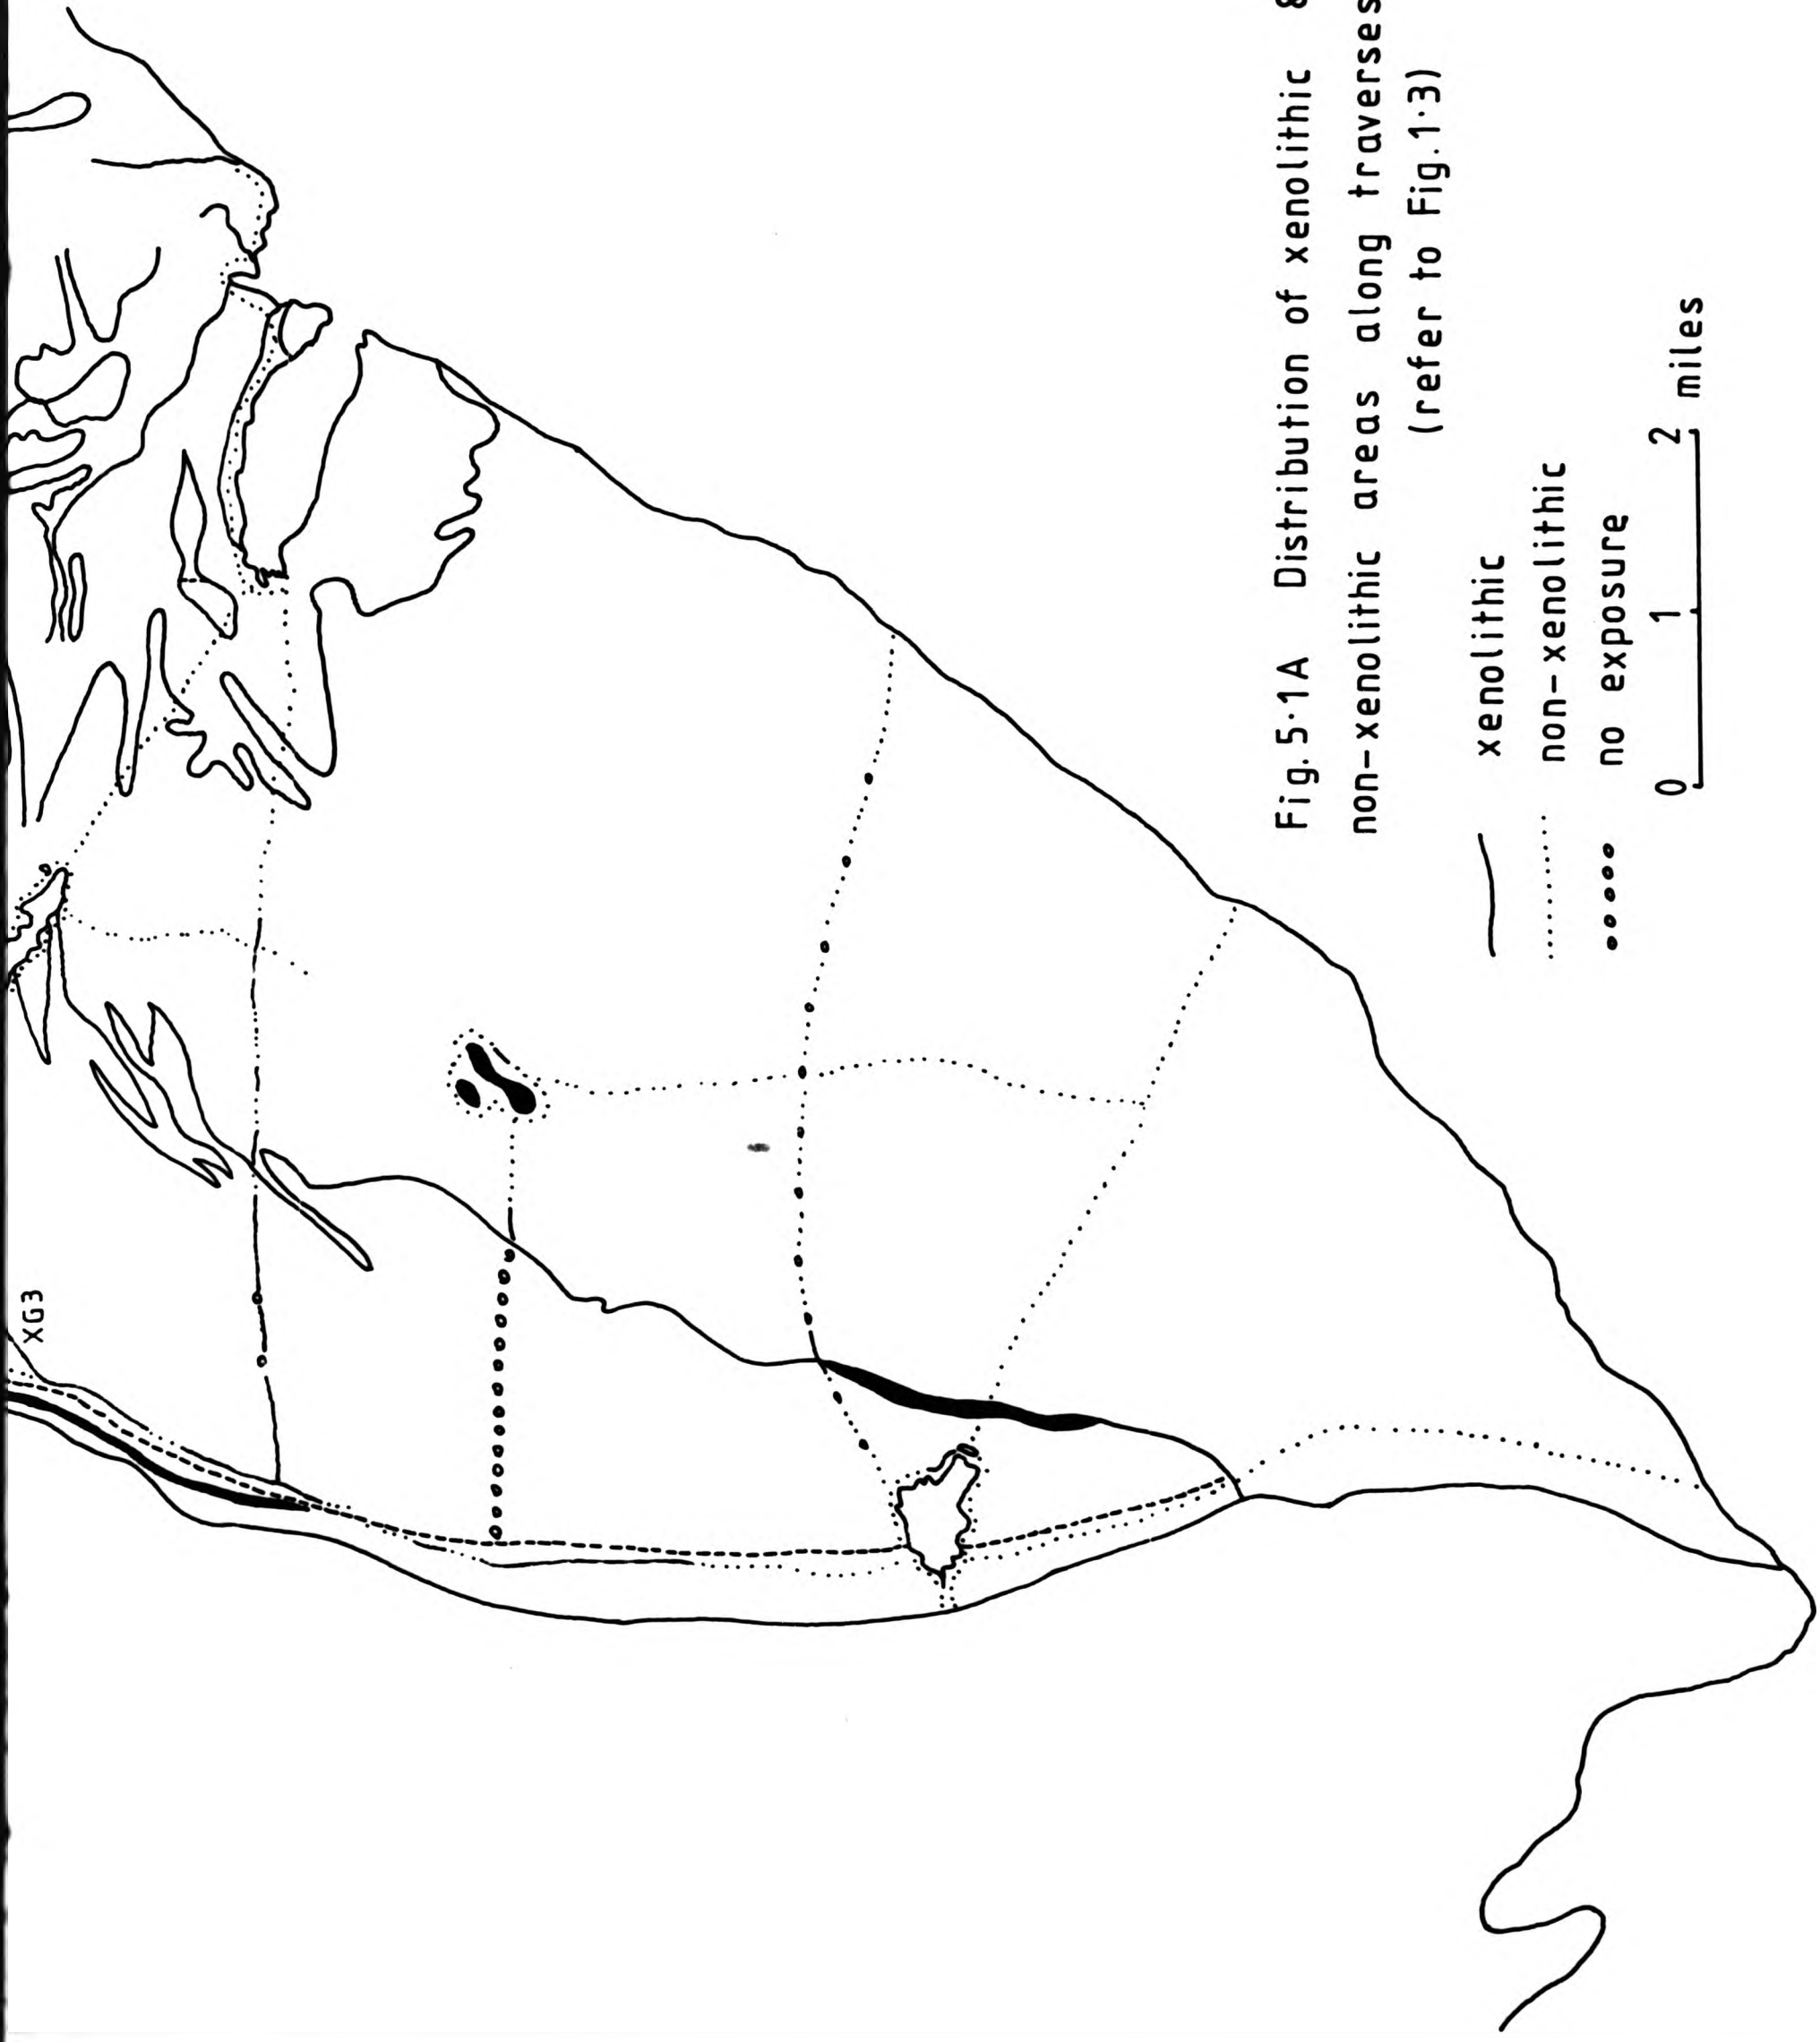 Fig. 5·1A Distribution of xenolithic &
non-xenolithic areas along traverses
(refer to Fig. 1·3)
xenolithic
non-xenolithic
no exposure
0 1 2 miles
XG3